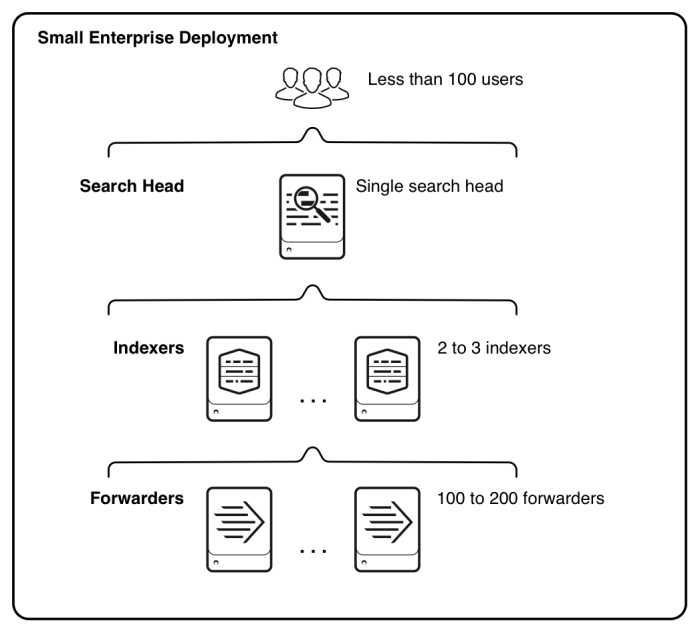 Small Enterprise Deployment
Less than 100 users
Search Head
Single search head
Indexers
2 to 3 indexers
...
Forwarders
100 to 200 forwarders
...